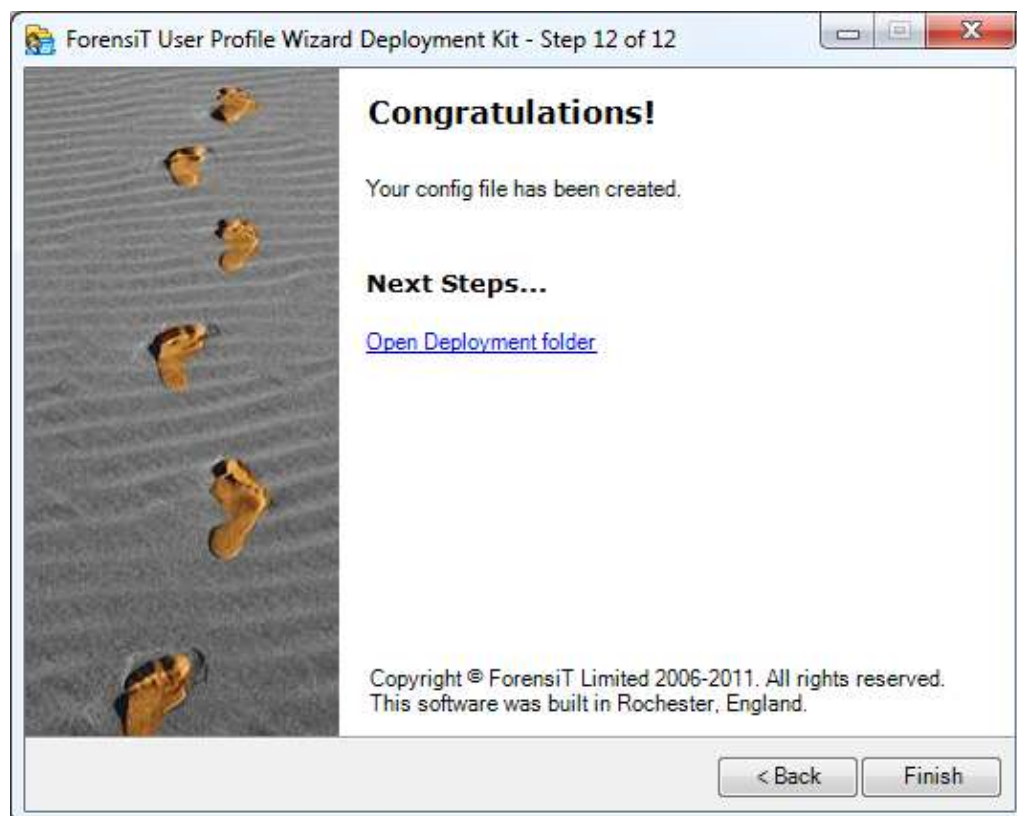 ForensiT User Profile Wizard Deployment Kit - Step 12 of 12
Congratulations!
Your config file has been created.
Next Steps...
Open Deployment folder
Copyright © ForensiT Limited 2006-2011. All rights reserved.
This software was built in Rochester, England.
< Back
Finish